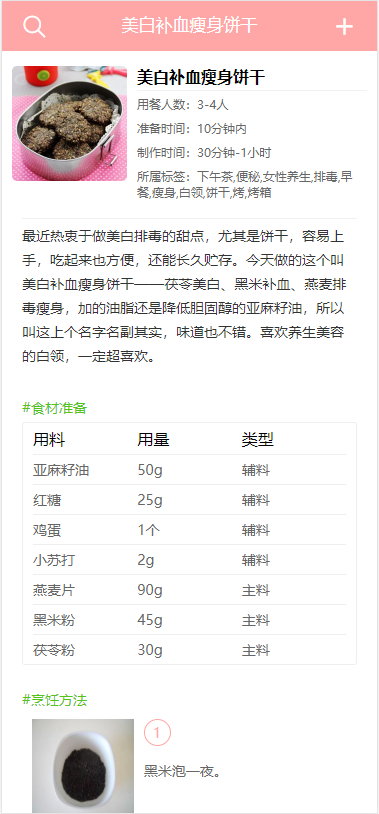 美白补血瘦身饼干
美白补血瘦身饼干
用餐人数：3-4人
准备时间：10分钟内
制作时间：30分钟-1小时
所属标签：下午茶,便秘,女性养生,排毒,早
餐,瘦身,白领,饼干,烤,烤箱
最近热衷于做美白排毒的甜点，尤其是饼干，容易上
手，吃起来也方便，还能长久贮存。今天做的这个叫
美白补血瘦身饼干——茯苓美白、黑米补血、燕麦排
毒瘦身，加的油脂还是降低胆固醇的亚麻籽油，所以
叫这上个名字名副其实，味道也不错。喜欢养生美容
的白领，一定超喜欢。
#食材准备
用料 用量 类型
亚麻籽油 50g 辅料
红糖 25g 辅料
鸡蛋 1个 辅料
小苏打 2g 辅料
燕麦片 90g 主料
黑米粉 45g 主料
茯苓粉 30g 主料
#烹饪方法
1
黑米泡一夜。